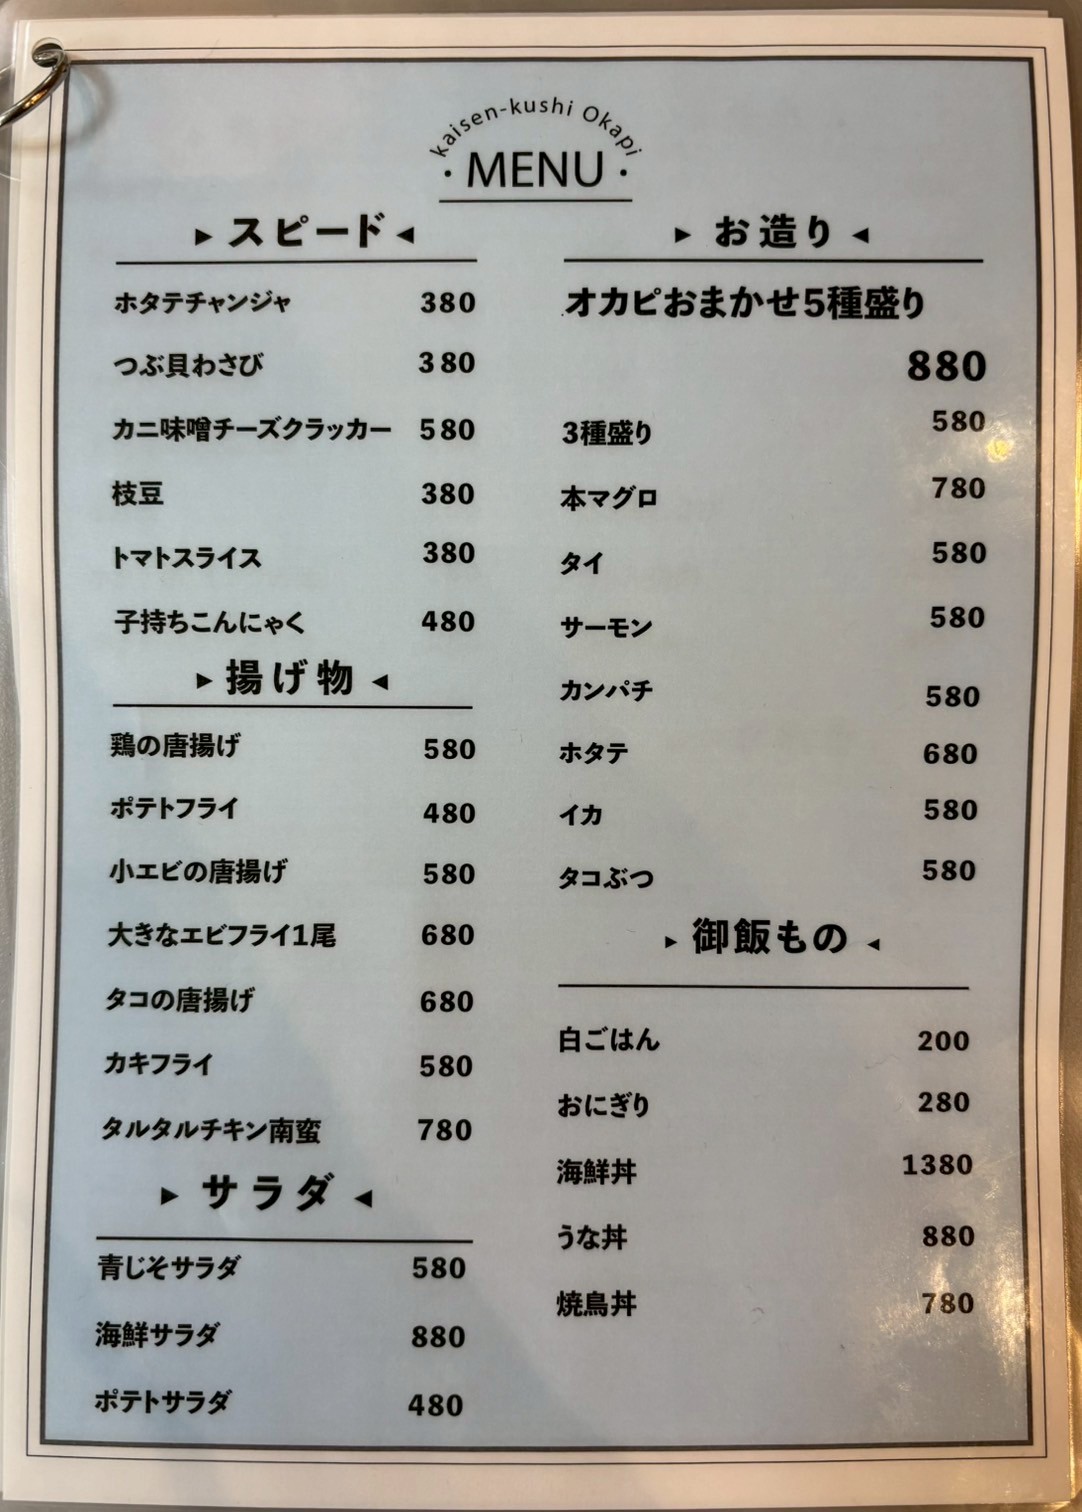 kaisen-kushi Okapi
・MENU・
▶ スピード ◀
ホタテチャンジャ 380
つぶ貝わさび 380
カニ味噌チーズクラッカー 580
枝豆 380
トマトスライス 380
子持ちこんにゃく 480
▶ 揚げ物 ◀
鶏の唐揚げ 580
ポテトフライ 480
小エビの唐揚げ 580
大きなエビフライ1尾 680
タコの唐揚げ 680
カキフライ 580
タルタルチキン南蛮 780
▶ サラダ ◀
青じそサラダ 580
海鮮サラダ 880
ポテトサラダ 480
▶ お造り ◀
オカピおまかせ5種盛り
880
3種盛り 580
本マグロ 780
タイ 580
サーモン 580
カンパチ 580
ホタテ 680
イカ 580
タコぶつ 580
▶ 御飯もの ◀
白ごはん 200
おにぎり 280
海鮮丼 1380
うな丼 880
焼鳥丼 780